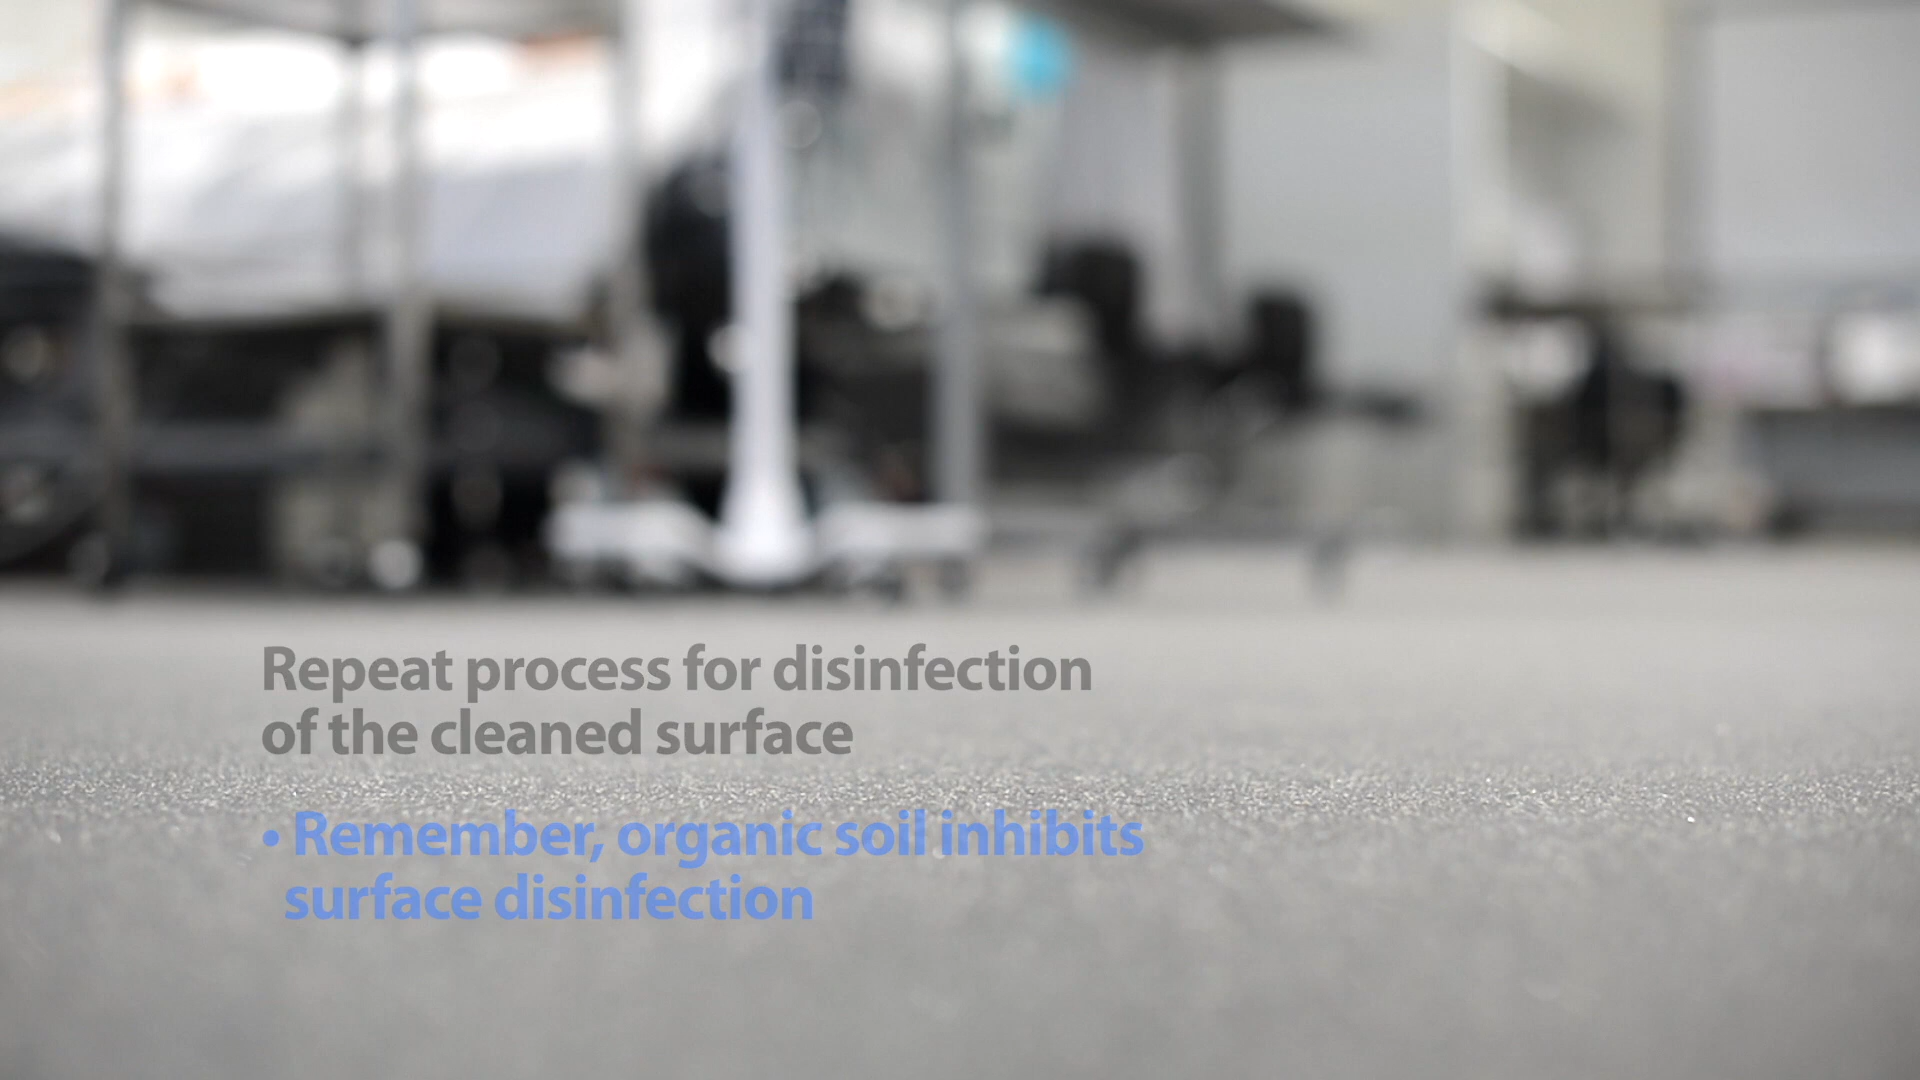 Repeat process for disinfection
of the cleaned surface
• Remember, organic soil inhibits
surface disinfection